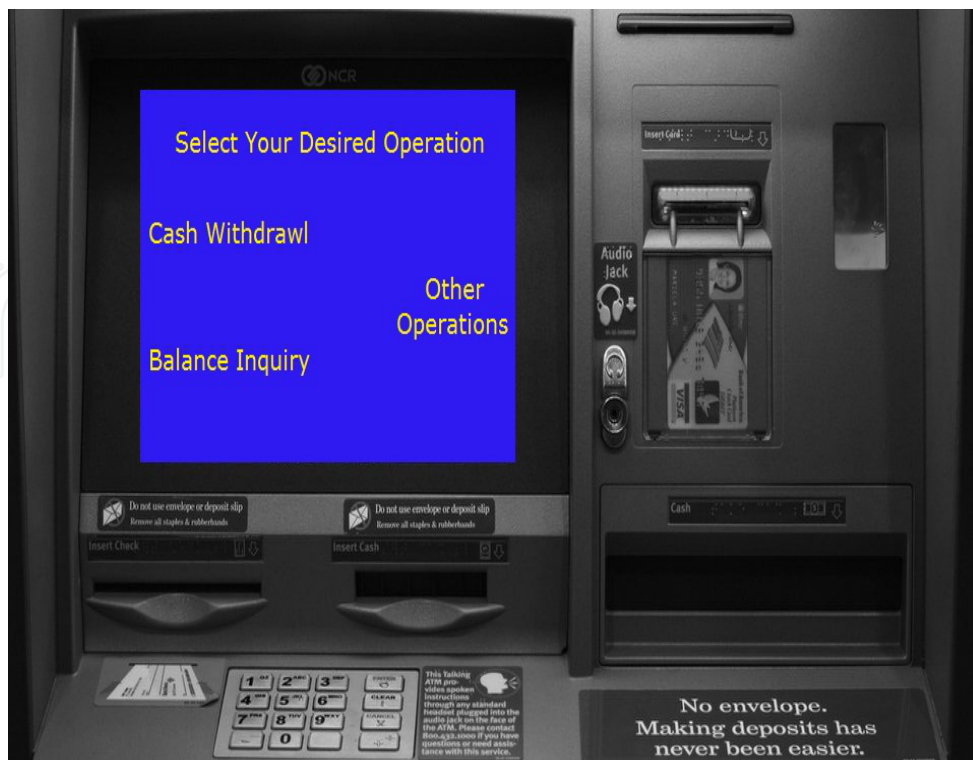 NCR
Select Your Desired Operation
Cash Withdrawl
Other
Operations
Balance Inquiry
Insert Card
Audio
Jack
VISA
Do not use envelope or deposit slip
Remove all staples & rubberbands
Do not use envelope or deposit slip
Remove all staples & rubberbands
Insert Check
Insert Cash
Cash
1 2 ABC 3 DEF ENTER
4 5 6 CLEAR
7 8 9 CANCEL
0
This Talking
ATM pro-
vides spoken
instructions
through any standard
headset plugged into the
audio jack on the face of
the ATM. Please contact
800.432.1000 if you have
questions or need assis-
tance with this service.
No envelope.
Making deposits has
never been easier.